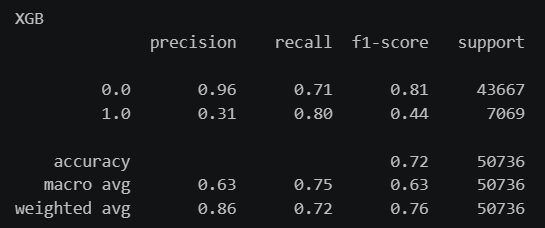 XGB
precision recall f1-score support
0.0 0.96 0.71 0.81 43667
1.0 0.31 0.80 0.44 7069
accuracy 0.72 50736
macro avg 0.63 0.75 0.63 50736
weighted avg 0.86 0.72 0.76 50736